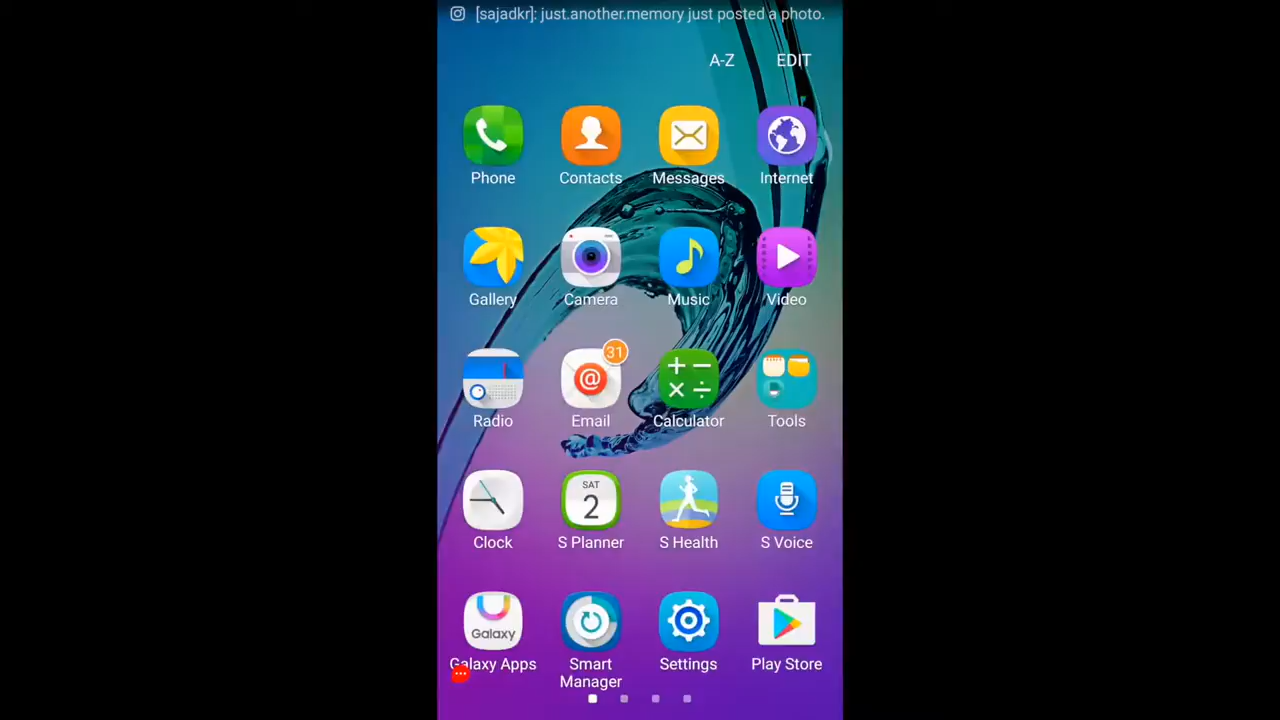 [sajadkr]: just.another.memory just posted a photo.
A-Z EDIT
Phone Contacts Messages Internet
Gallery Camera Music Video
31
Radio Email Calculator Tools
SAT
2
Clock S Planner S Health S Voice
Galaxy
Galaxy Apps Smart Manager Settings Play Store